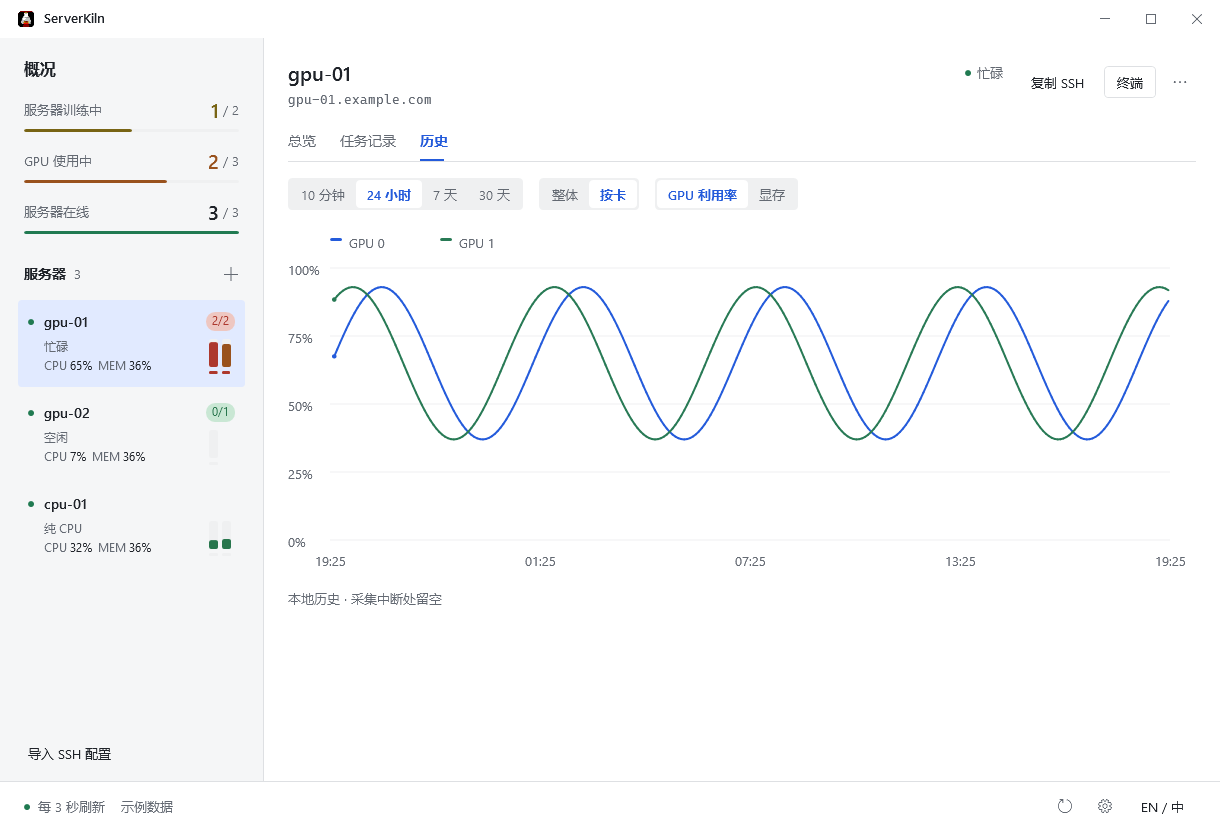 ServerKiln
概况
服务器训练中 1 / 2
GPU 使用中 2 / 3
服务器在线 3 / 3
服务器 3
gpu-01 2/2
忙碌
CPU 65% MEM 36%
gpu-02 0/1
空闲
CPU 7% MEM 36%
cpu-01
纯 CPU
CPU 32% MEM 36%
导入 SSH 配置
gpu-01
gpu-01.example.com
忙碌 复制 SSH 终端 ···
总览 任务记录 历史
10 分钟 24 小时 7 天 30 天 整体 按卡 GPU 利用率 显存
GPU 0 GPU 1
100%
75%
50%
25%
0%
19:25 01:25 07:25 13:25 19:25
本地历史 · 采集中断处留空
每 3 秒刷新 示例数据 EN / 中